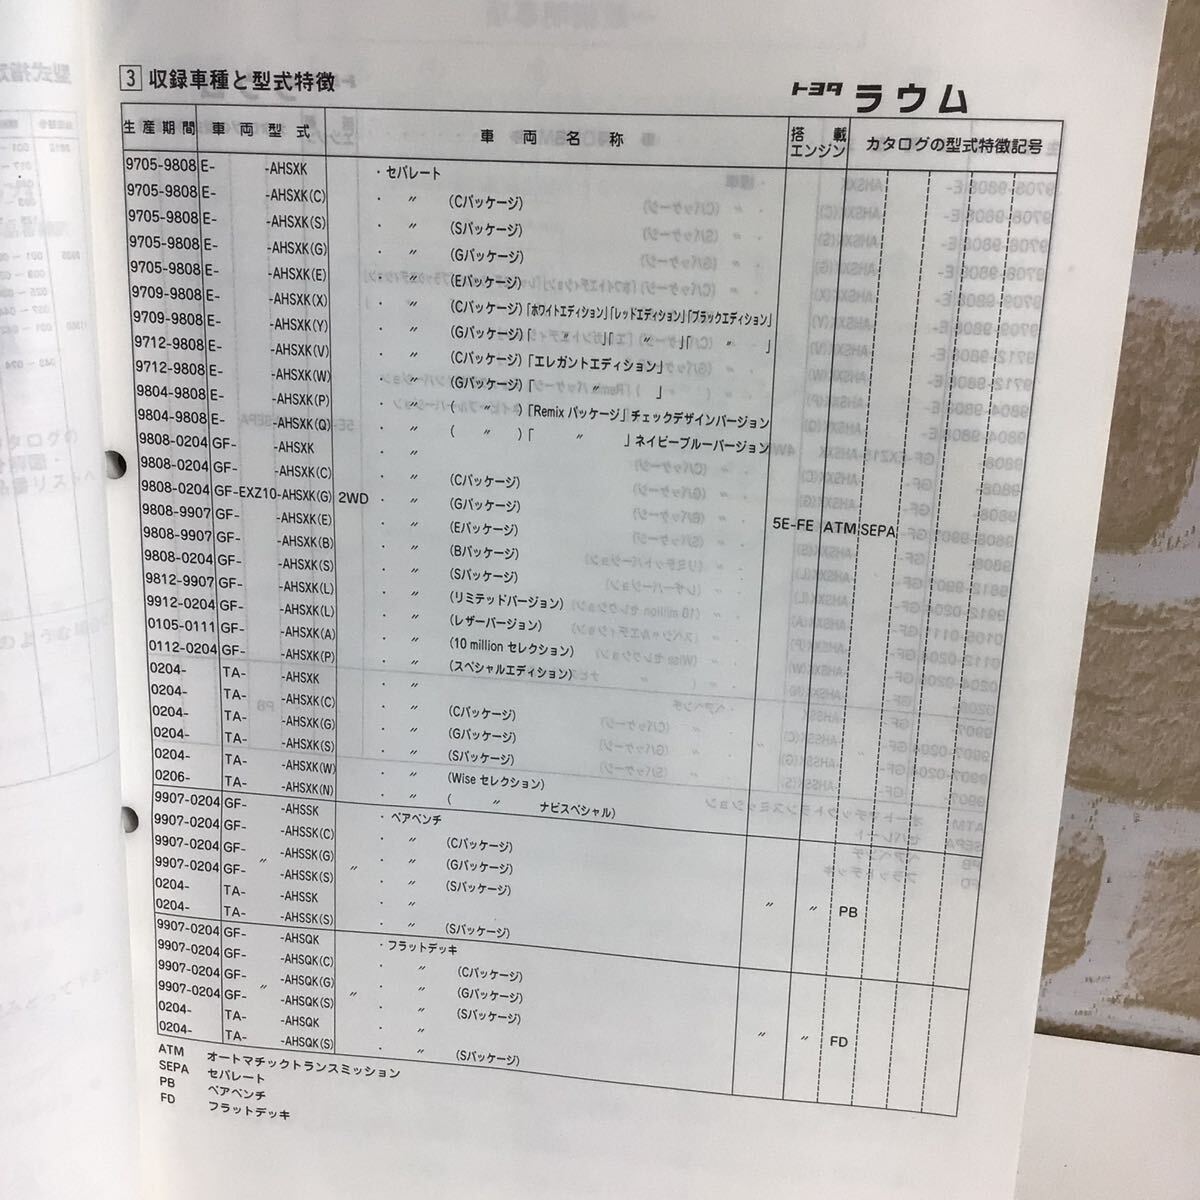 3 収録車種と型式特徴
トヨタ ラウム
生産期間 車両型式 車両名称 搭載エンジン カタログの型式特徴記号
9705-9808 E- -AHSXK ・セパレート
9705-9808 E- -AHSXK(C) ・ 〃 (Cパッケージ)
9705-9808 E- -AHSXK(S) ・ 〃 (Sパッケージ)
9705-9808 E- -AHSXK(G) ・ 〃 (Gパッケージ)
9705-9808 E- -AHSXK(E) ・ 〃 (Eパッケージ)
9709-9808 E- -AHSXK(X) ・ 〃 (Cパッケージ)「ホワイトエディション」「レッドエディション」「ブラックエディション」
9709-9808 E- -AHSXK(Y) ・ 〃 (Gパッケージ)「 〃 」「 〃 」「 〃 」
9712-9808 E- -AHSXK(V) ・ 〃 (Cパッケージ)「エレガントエディション」
9712-9808 E- -AHSXK(W) ・ 〃 (Gパッケージ)「 〃 」
9804-9808 E- -AHSXK(P) ・ 〃 ( 〃 )「Remix パッケージ」チェックデザインバージョン
9804-9808 E- -AHSXK(Q) ・ 〃 ( 〃 )「 〃 」ネイビーブルーバージョン
9808-0204 GF- -AHSXK ・ 〃
9808-0204 GF- -AHSXK(C) ・ 〃 (Cパッケージ)
9808-0204 GF-EXZ10-AHSXK(G) 2WD ・ 〃 (Gパッケージ) 5E-FE ATM SEPA
9808-9907 GF- -AHSXK(E) ・ 〃 (Eパッケージ)
9808-9907 GF- -AHSXK(B) ・ 〃 (Bパッケージ)
9808-0204 GF- -AHSXK(S) ・ 〃 (Sパッケージ)
9812-9907 GF- -AHSXK(L) ・ 〃 (リミテッドバージョン)
9912-0204 GF- -AHSXK(L) ・ 〃 (レザーバージョン)
0105-0111 GF- -AHSXK(A) ・ 〃 (10 million セレクション)
0112-0204 GF- -AHSXK(P) ・ 〃 (スペシャルエディション)
0204- TA- -AHSXK ・ 〃
0204- TA- -AHSXK(C) ・ 〃 (Cパッケージ)
0204- TA- -AHSXK(G) ・ 〃 (Gパッケージ)
0204- TA- -AHSXK(S) ・ 〃 (Sパッケージ)
0204- TA- -AHSXK(W) ・ 〃 (Wise セレクション)
0206- TA- -AHSXK(N) ・ 〃 ( 〃 ナビスペシャル)
9907-0204 GF- -AHSSK ・ペアベンチ
9907-0204 GF- -AHSSK(C) ・ 〃 (Cパッケージ)
9907-0204 GF- 〃 -AHSSK(G) 〃 ・ 〃 (Gパッケージ)
9907-0204 GF- -AHSSK(S) ・ 〃 (Sパッケージ) 〃 〃 PB
0204- TA- -AHSSK ・ 〃
0204- TA- -AHSSK(S) ・ 〃 (Sパッケージ)
9907-0204 GF- -AHSQK ・フラットデッキ
9907-0204 GF- -AHSQK(C) ・ 〃 (Cパッケージ)
9907-0204 GF- 〃 -AHSQK(G) 〃 ・ 〃 (Gパッケージ)
9907-0204 GF- -AHSQK(S) ・ 〃 (Sパッケージ) 〃 〃 FD
0204- TA- -AHSQK ・ 〃
0204- TA- -AHSQK(S) ・ 〃 (Sパッケージ)
ATM オートマチックトランスミッション
SEPA セパレート
PB ペアベンチ
FD フラットデッキ